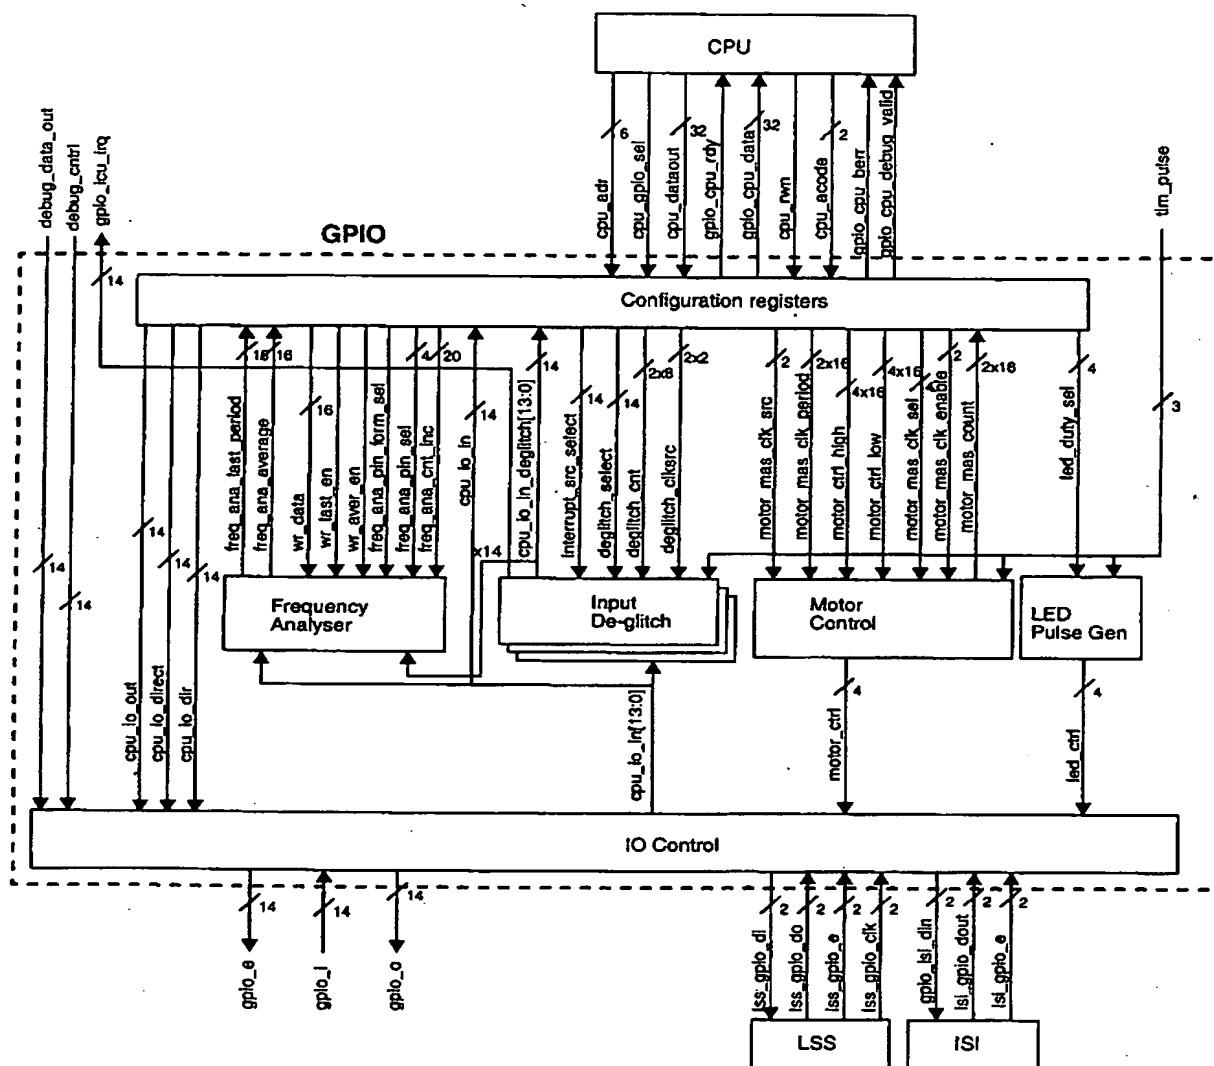 CPU
debug_data_out
debug_cntrl
gpio_icu_irq
6
32
32
2
cpu_adr
cpu_gpio_sel
cpu_dataout
gpio_cpu_rdy
gpio_cpu_data
cpu_rwn
cpu_acode
gpio_cpu_berr
gpio_cpu_debug_valid
tim_pulse
GPIO
14
Configuration registers
16
4
20
14
2x8
2x2
2
2x16
4x16
4x16
2
2x16
4
3
16
14
14
14
freq_ana_last_period
freq_ana_average
wr_data
wr_last_en
wr_aver_en
freq_ana_pin_form_sel
freq_ana_pin_sel
freq_ana_cnt_inc
cpu_io_in
cpu_io_in_deglitch[13:0]
interrupt_src_select
deglitch_select
deglitch_cnt
deglitch_clksrc
motor_mas_clk_src
motor_mas_clk_period
motor_ctrl_high
motor_ctrl_low
motor_mas_clk_sel
motor_mas_clk_enable
motor_mas_count
led_duty_sel
14
14
14
14
14
x14
Frequency
Analyser
Input
De-glitch
Motor
Control
LED
Pulse Gen
4
4
cpu_io_out
cpu_io_direct
cpu_io_dir
cpu_io_in[13:0]
motor_ctrl
led_ctrl
IO Control
14
14
14
2
2
2
2
2
2
2
gpio_e
gpio_i
gpio_o
lss_gpio_di
lss_gpio_do
lss_gpio_e
lss_gpio_clk
gpio_isi_din
isi_gpio_dout
isi_gpio_e
LSS
ISI